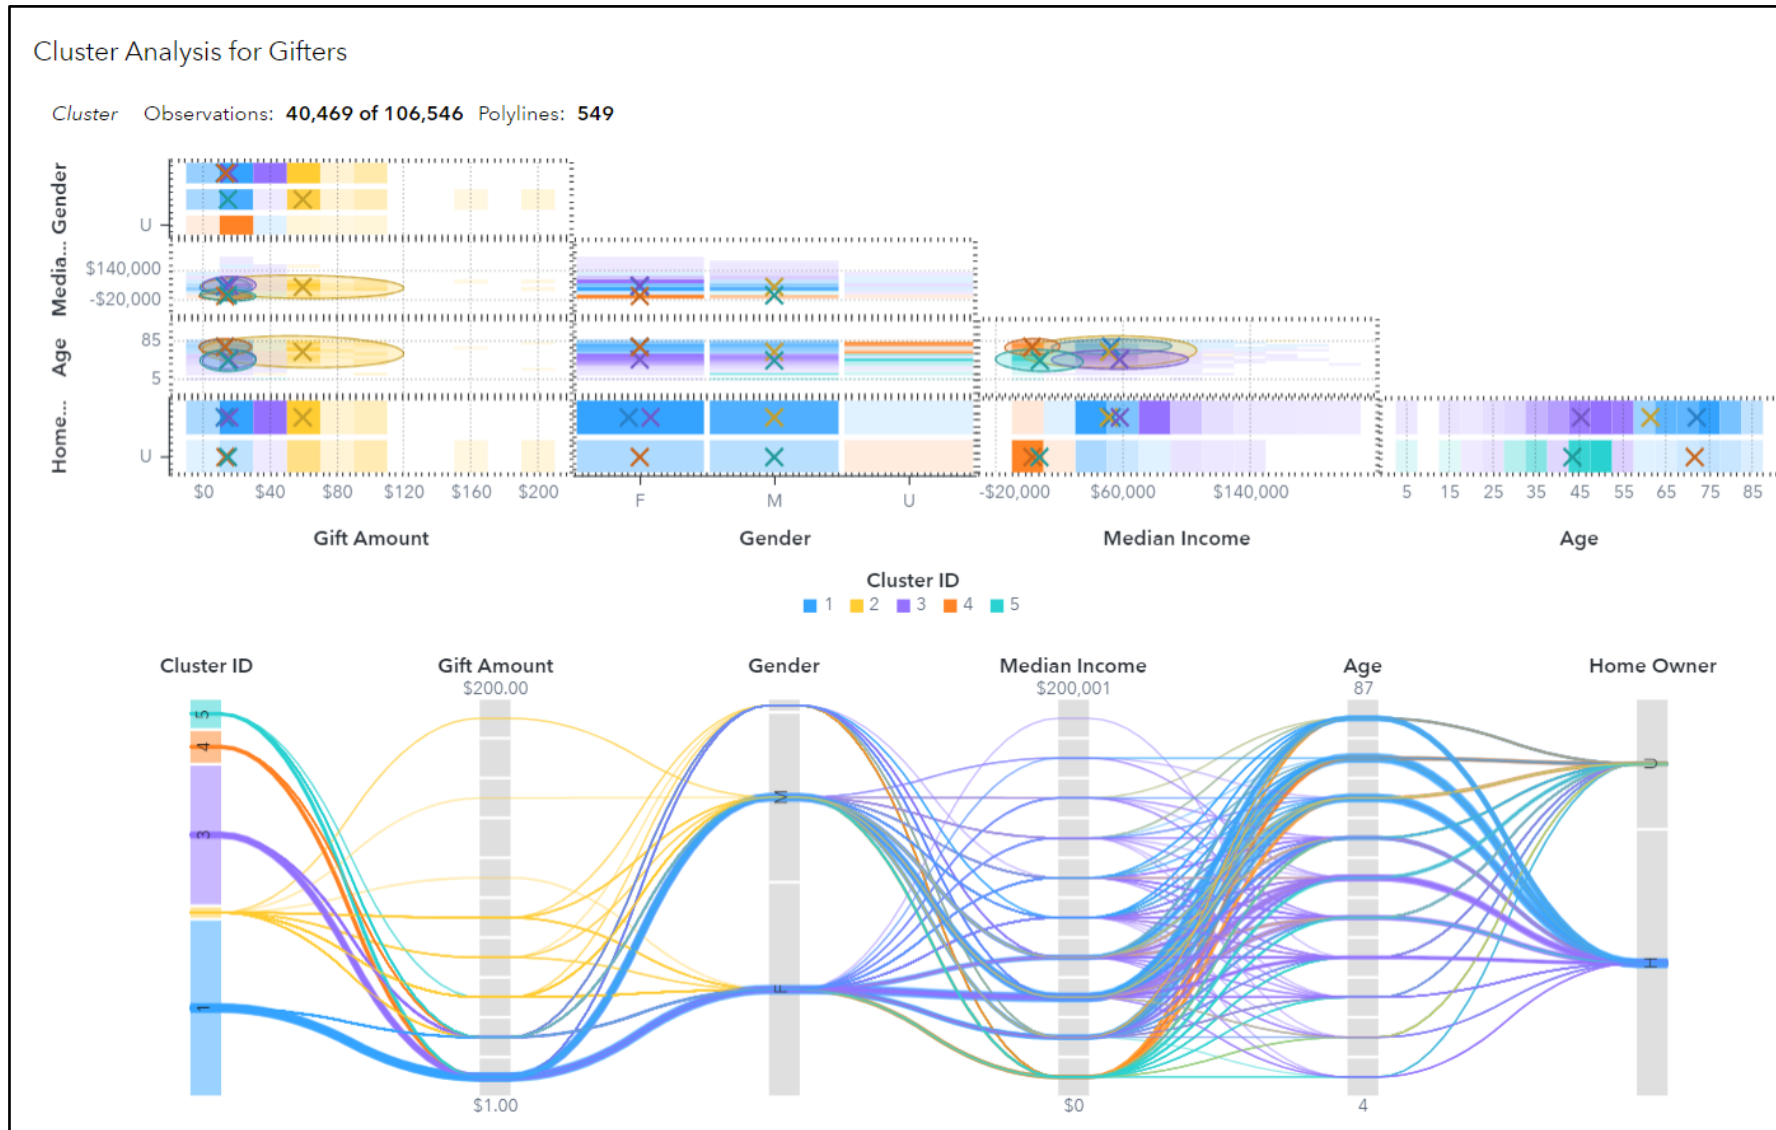 Cluster Analysis for Gifters
Cluster Observations: 40,469 of 106,546 Polylines: 549
Gender
U
Media...
$140,000
-$20,000
Age
85
5
Home...
U
$0 $40 $80 $120 $160 $200
F M U
-$20,000 $60,000 $140,000
5 15 25 35 45 55 65 75 85
Gift Amount Gender Median Income Age
Cluster ID
1 2 3 4 5
Cluster ID Gift Amount Gender Median Income Age Home Owner
$200.00 $200,001 87
5
4
3
1
M
F
U
H
$1.00 $0 4